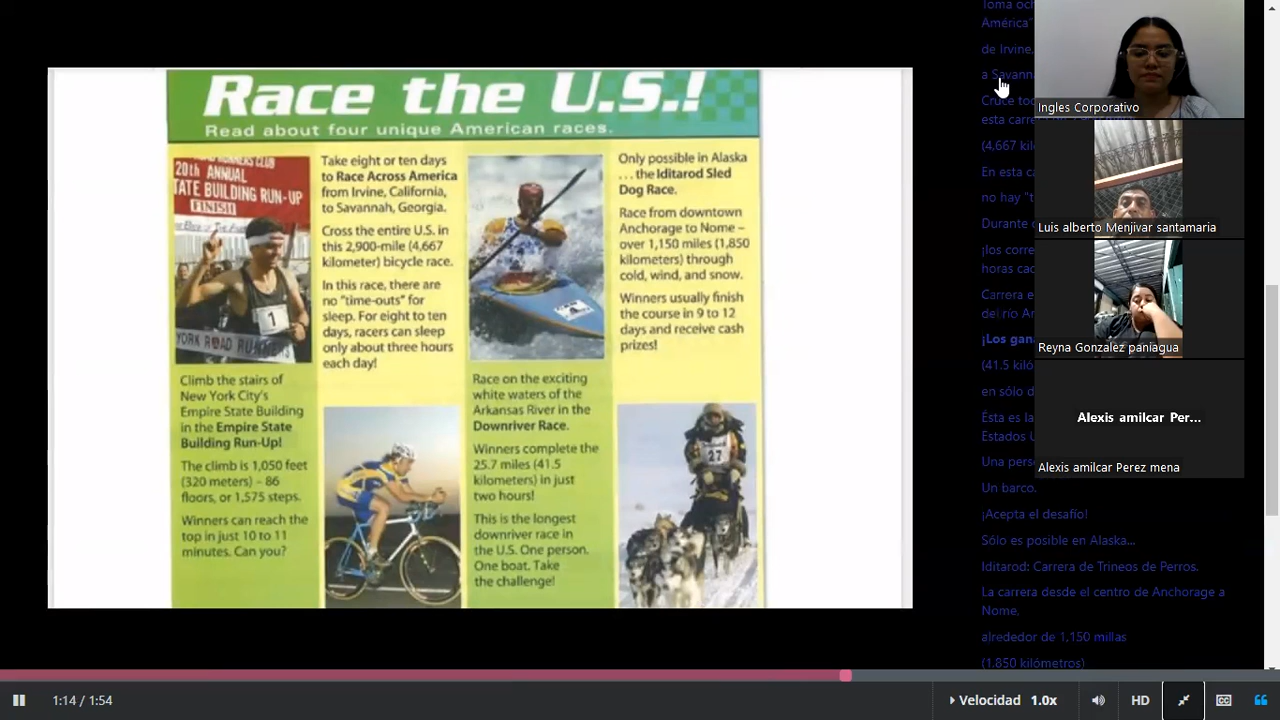 Race the U.S.!
Read about four unique American races.
20th ANNUAL
TATE BUILDING RUN-UP
FINISH
1
YORK ROAD RUNNERS
Climb the stairs of
New York City's
Empire State Building
in the Empire State
Building Run-Up!
The climb is 1,050 feet
(320 meters) – 86
floors, or 1,575 steps.
Winners can reach the
top in just 10 to 11
minutes. Can you?
Take eight or ten days
to Race Across America
from Irvine, California,
to Savannah, Georgia.
Cross the entire U.S. in
this 2,900-mile (4,667
kilometer) bicycle race.
In this race, there are
no "time-outs" for
sleep. For eight to ten
days, racers can sleep
only about three hours
each day!
Race on the exciting
white waters of the
Arkansas River in the
Downriver Race.
Winners complete the
25.7 miles (41.5
kilometers) in just
two hours!
This is the longest
downriver race in
the U.S. One person.
One boat. Take
the challenge!
Only possible in Alaska
. . . the Iditarod Sled
Dog Race.
Race from downtown
Anchorage to Nome –
over 1,150 miles (1,850
kilometers) through
cold, wind, and snow.
Winners usually finish
the course in 9 to 12
days and receive cash
prizes!
27
Toma och
América"
de Irvine,
a Savann
Cruce to
esta carre
(4,667 kil
En esta ca
no hay "t
Durante
¡los corre
horas cad
Carrera e
del río Ar
¡Los gan
(41.5 kiló
en sólo d
Ésta es la
Estados U
Una pers
Un barco.
¡Acepta el desafío!
Sólo es posible en Alaska...
Iditarod: Carrera de Trineos de Perros.
La carrera desde el centro de Anchorage a
Nome,
alrededor de 1,150 millas
(1,850 kilómetros)
Ingles Corporativo
Luis alberto Menjivar santamaria
Reyna Gonzalez paniagua
Alexis amilcar Per...
Alexis amilcar Perez mena
1:14 / 1:54
Velocidad 1.0x
HD
CC